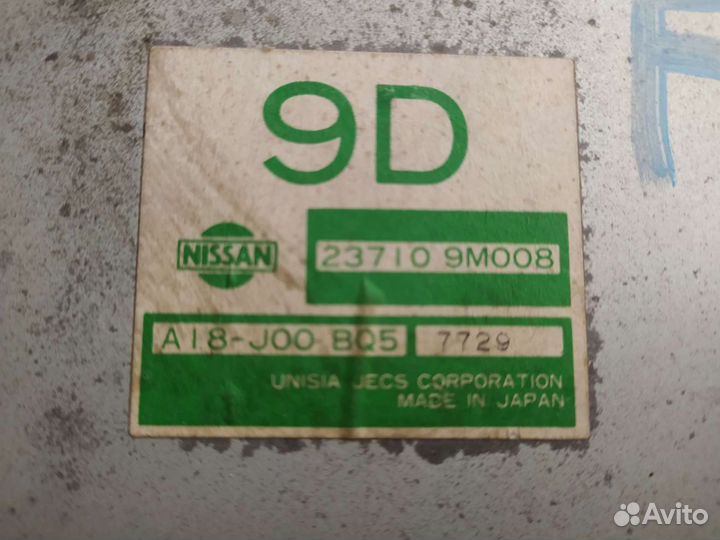 9D
NISSAN
23710 9M008
A18-J00 BQ5 7729
UNISIA JECS CORPORATION
MADE IN JAPAN
F
Avito